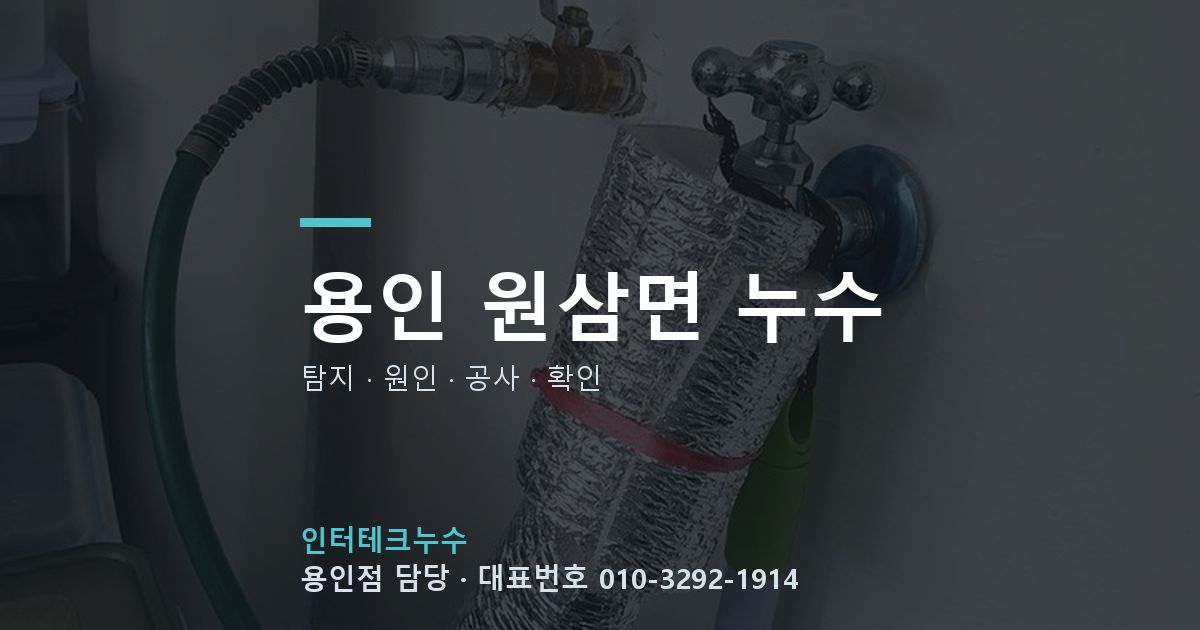 용인 원삼면 누수
탐지 · 원인 · 공사 · 확인
인터테크누수
용인점 담당 · 대표번호 010-3292-1914